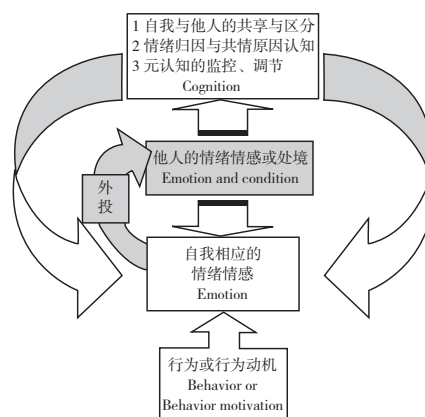 1 自我与他人的共享与区分
2 情绪归因与共情原因认知
3 元认知的监控、调节
Cognition
他人的情绪情感或处境
Emotion and condition
外
投
自我相应的
情绪情感
Emotion
行为或行为动机
Behavior or
Behavior motivation